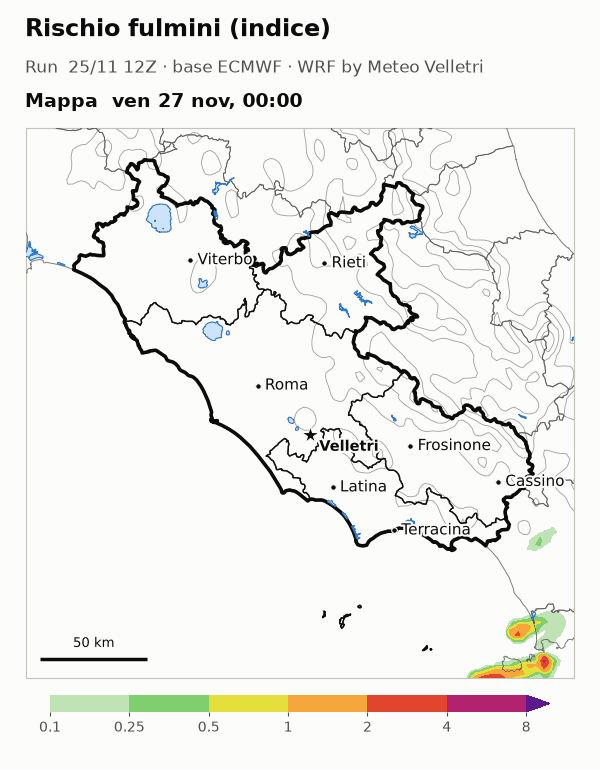 Rischio fulmini (indice)
Run  25/11 12Z · base ECMWF · WRF by Meteo Velletri
Mappa  ven 27 nov, 00:00
Viterbo
Rieti
Roma
Velletri
Frosinone
Latina
Cassino
Terracina
50 km
0.1 0.25 0.5 1 2 4 8